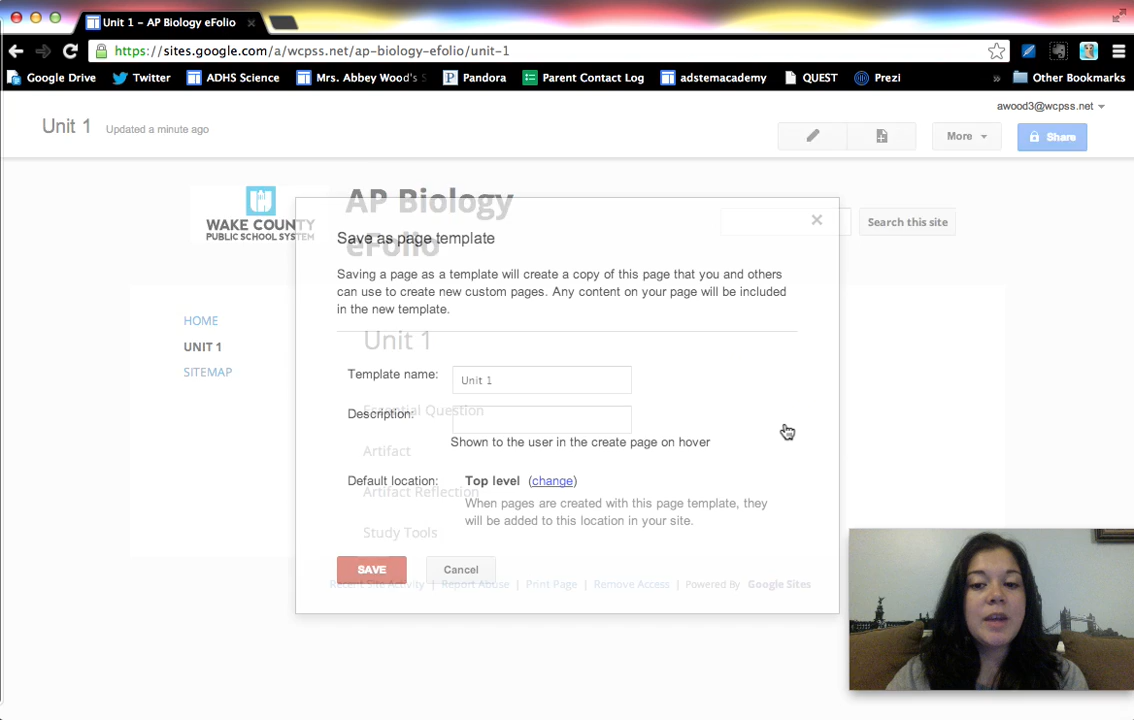 Unit 1 – AP Biology eFolio
https://sites.google.com/a/wcpss.net/ap-biology-efolio/unit-1
Google Drive Twitter ADHS Science Mrs. Abbey Wood's S Pandora Parent Contact Log adstemacademy QUEST Prezi » Other Bookmarks
awood3@wcpss.net
Unit 1 Updated a minute ago
More Share
WAKE COUNTY
PUBLIC SCHOOL SYSTEM
AP Biology
eFolio
Search this site
Save as page template
Saving a page as a template will create a copy of this page that you and others
can use to create new custom pages. Any content on your page will be included
in the new template.
HOME
UNIT 1
SITEMAP
Unit 1
Template name: Unit 1
Essential Question
Description:
Shown to the user in the create page on hover
Artifact
Default location: Top level (change)
Artifact Reflection
When pages are created with this page template, they
will be added to this location in your site.
Study Tools
SAVE Cancel
Recent Site Activity | Report Abuse | Print Page | Remove Access | Powered By Google Sites